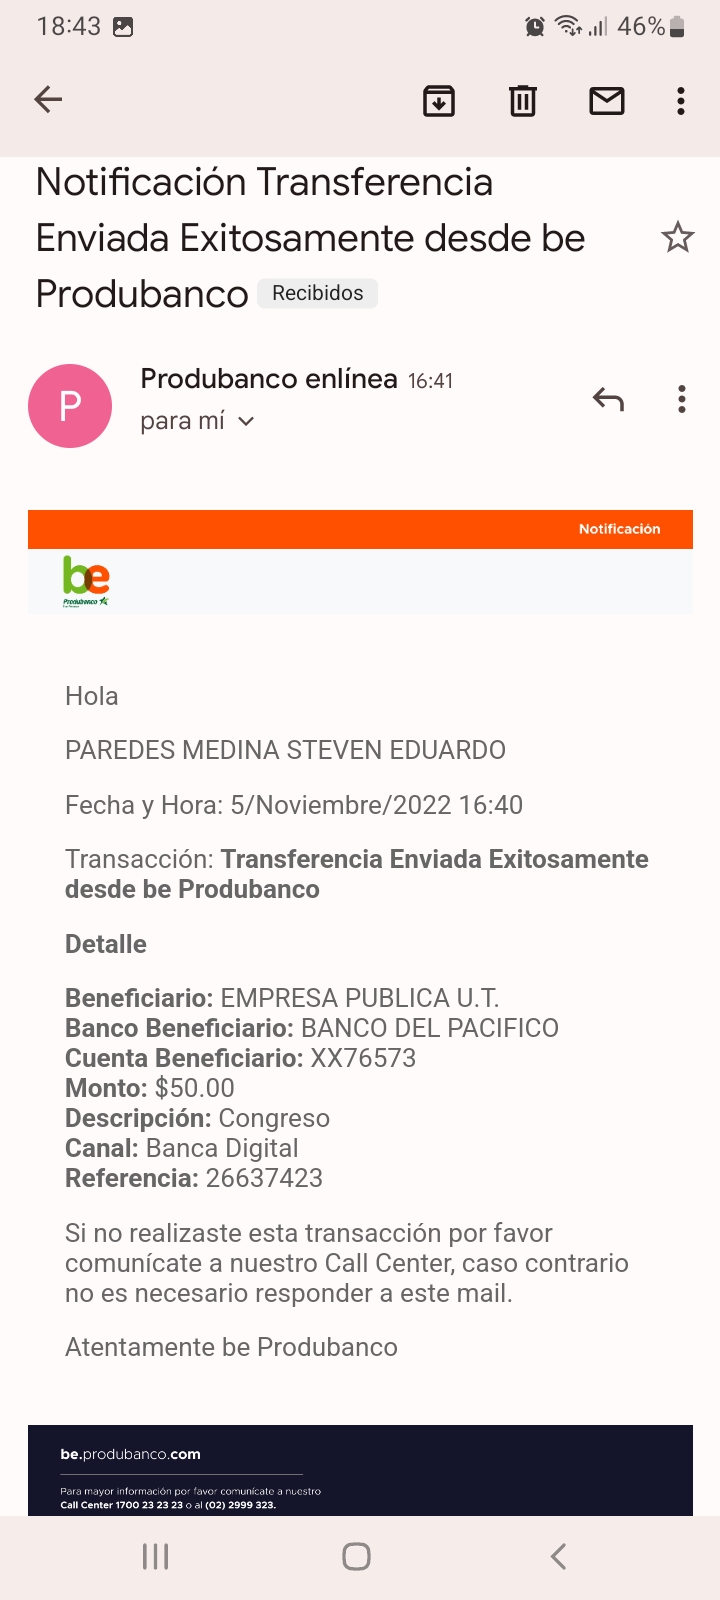 18:43
46%
Notificación Transferencia
Enviada Exitosamente desde be
Produbanco Recibidos
P
Produbanco enlínea 16:41
para mí
Notificación
be
Produbanco
Hola
PAREDES MEDINA STEVEN EDUARDO
Fecha y Hora: 5/Noviembre/2022 16:40
Transacción: Transferencia Enviada Exitosamente
desde be Produbanco
Detalle
Beneficiario: EMPRESA PUBLICA U.T.
Banco Beneficiario: BANCO DEL PACIFICO
Cuenta Beneficiario: XX76573
Monto: $50.00
Descripción: Congreso
Canal: Banca Digital
Referencia: 26637423
Si no realizaste esta transacción por favor
comunícate a nuestro Call Center, caso contrario
no es necesario responder a este mail.
Atentamente be Produbanco
be.produbanco.com
Para mayor información por favor comunícate a nuestro
Call Center 1700 23 23 23 o al (02) 2999 323.